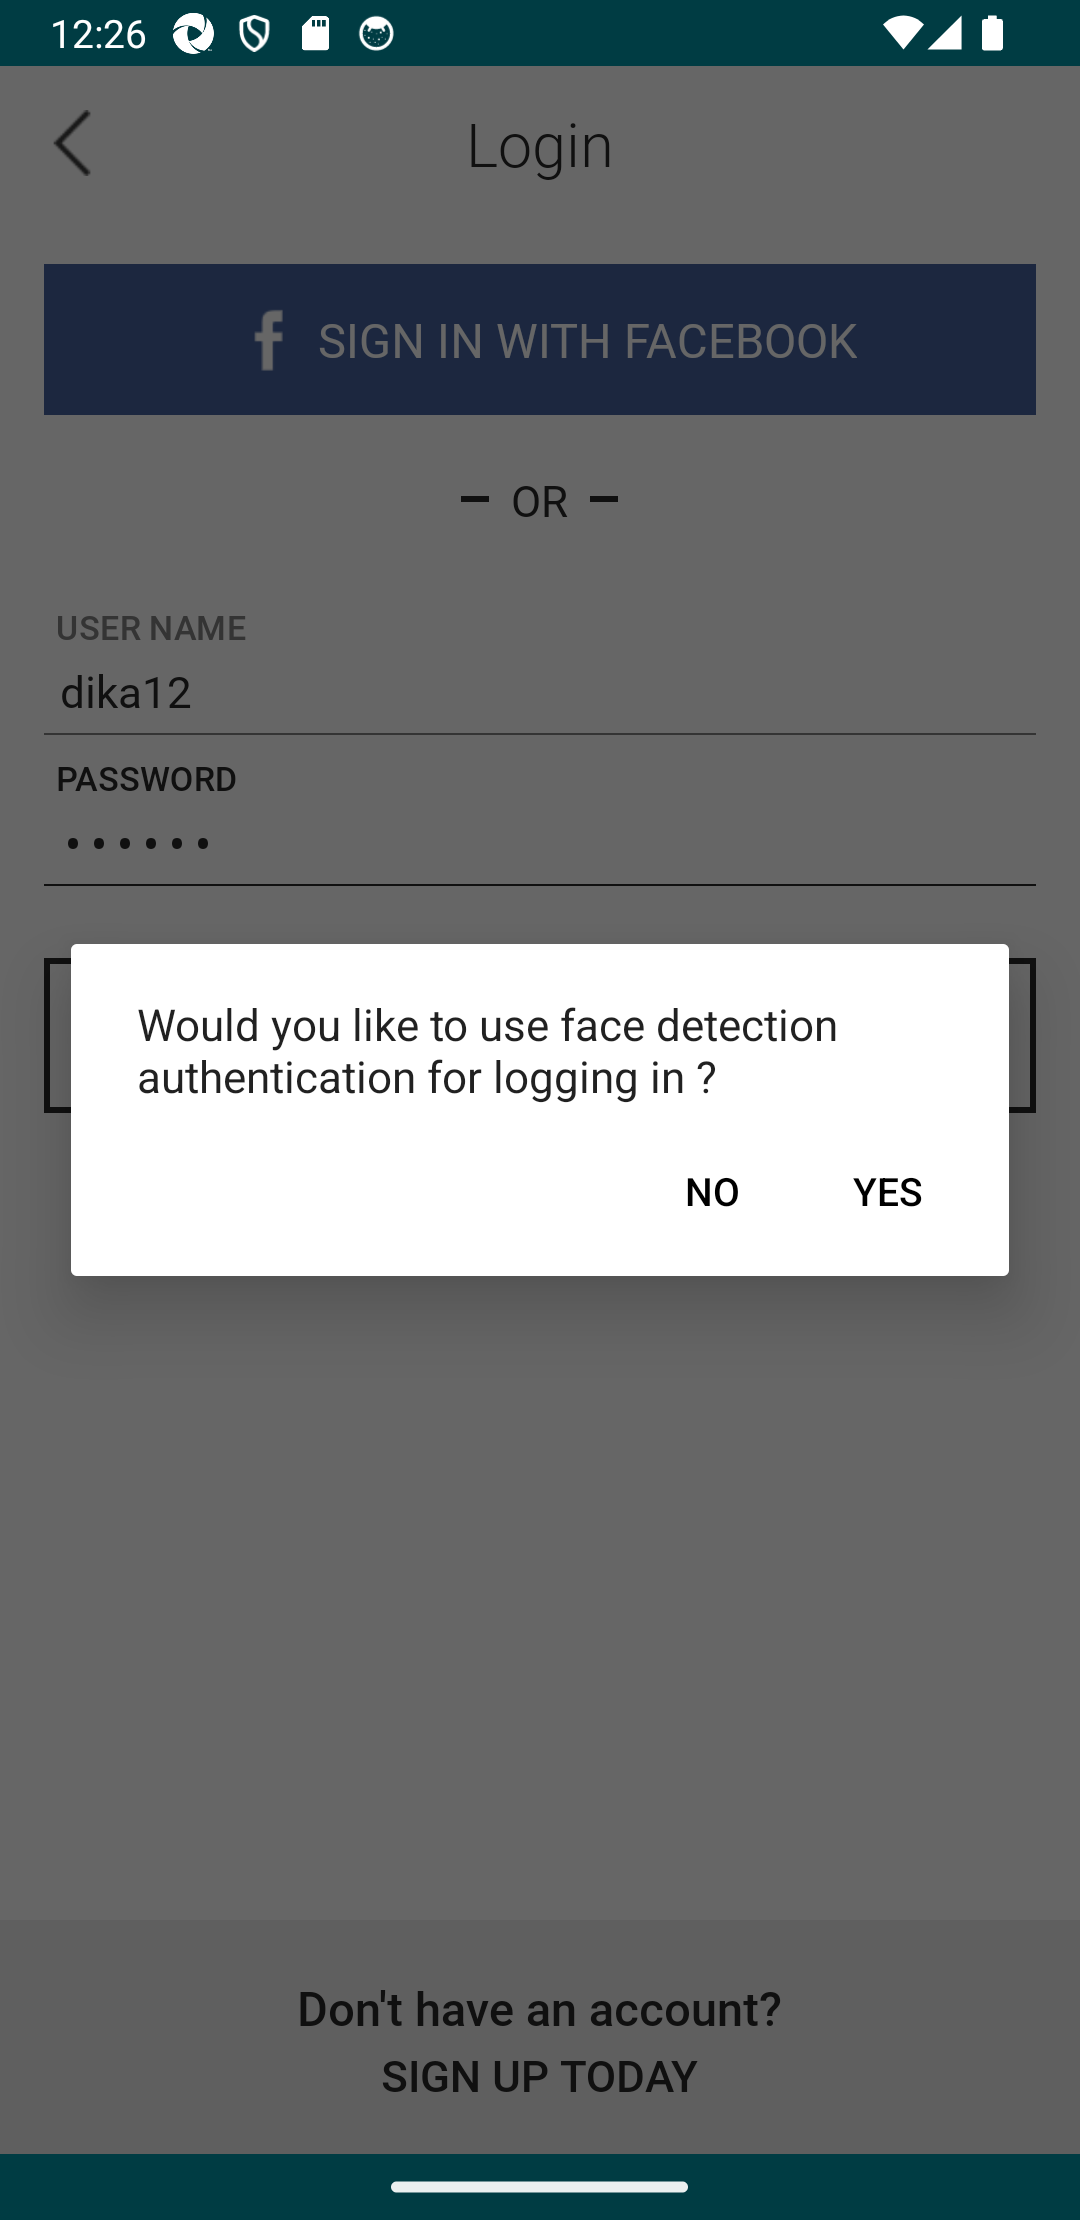 12:26
Login
f SIGN IN WITH FACEBOOK
– OR –
USER NAME
dika12
PASSWORD
••••••
Would you like to use face detection
authentication for logging in ?
NO YES
Don't have an account?
SIGN UP TODAY